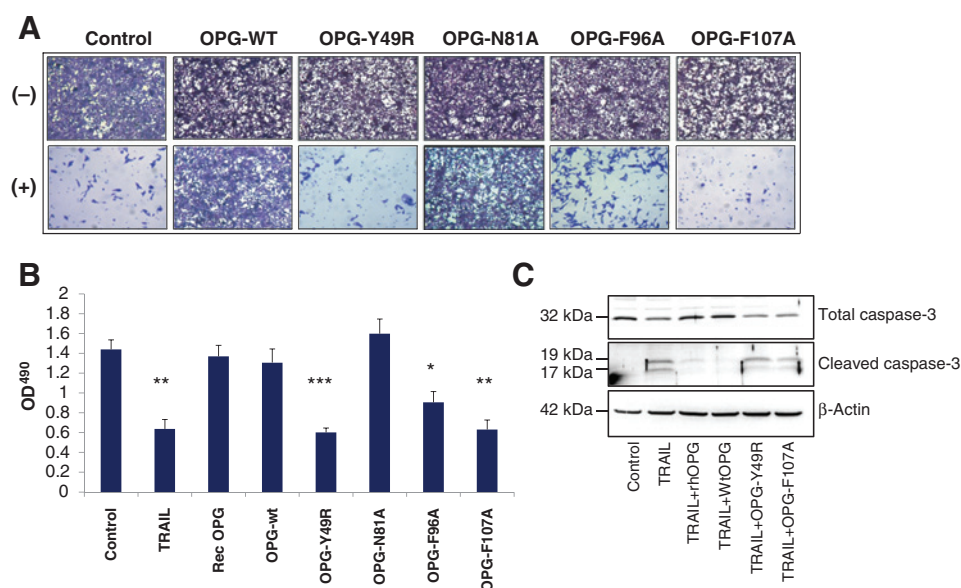 A
Control OPG-WT OPG-Y49R OPG-N81A OPG-F96A OPG-F107A
(–)
(+)
B
2
1.8
1.6
1.4
1.2
1
0.8
0.6
0.4
0.2
0
OD490
** *** * **
Control
TRAIL
Rec OPG
OPG-wt
OPG-Y49R
OPG-N81A
OPG-F96A
OPG-F107A
C
32 kDa Total caspase-3
19 kDa
17 kDa
Cleaved caspase-3
42 kDa β-Actin
Control
TRAIL
TRAIL+rhOPG
TRAIL+WtOPG
TRAIL+OPG-Y49R
TRAIL+OPG-F107A